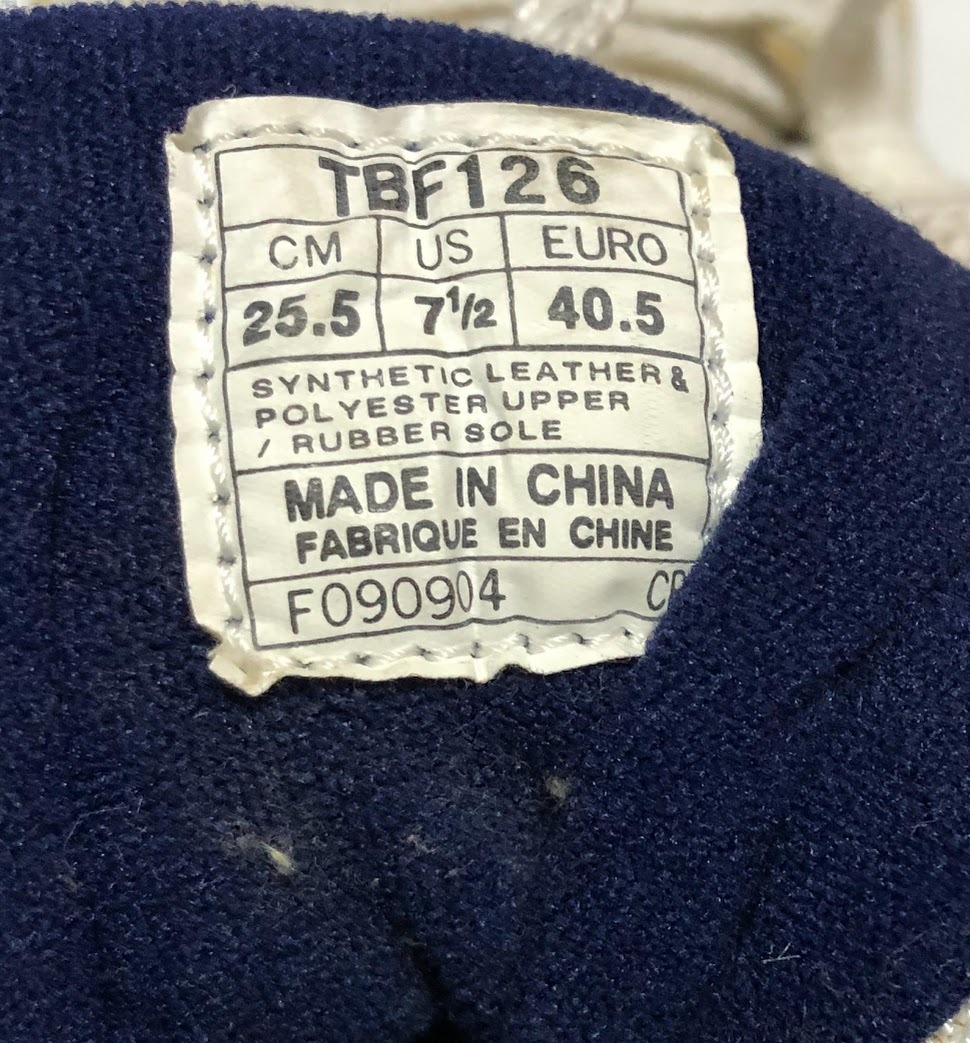 TBF126
CM US EURO
25.5 7 1/2 40.5
SYNTHETIC LEATHER &
POLYESTER UPPER
/ RUBBER SOLE
MADE IN CHINA
FABRIQUE EN CHINE
F090904